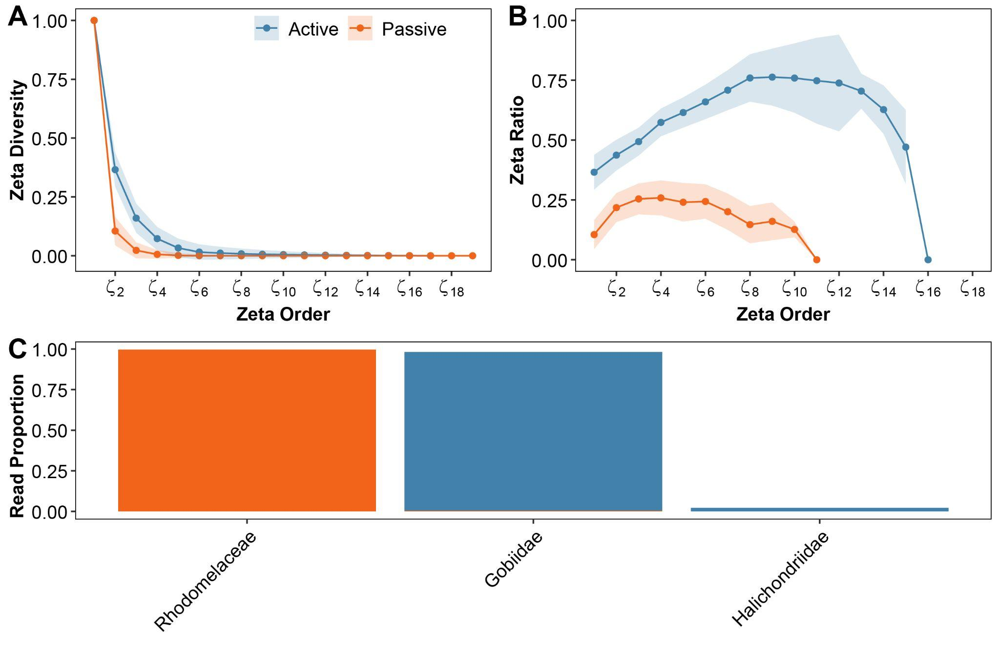 A
1.00
0.75
0.50
0.25
0.00
Zeta Diversity
Active Passive
ζ2 ζ4 ζ6 ζ8 ζ10 ζ12 ζ14 ζ16 ζ18
Zeta Order
B
1.00
0.75
0.50
0.25
0.00
Zeta Ratio
ζ2 ζ4 ζ6 ζ8 ζ10 ζ12 ζ14 ζ16 ζ18
Zeta Order
C
1.00
0.75
0.50
0.25
0.00
Read Proportion
Rhodomelaceae
Gobiidae
Halichondriidae